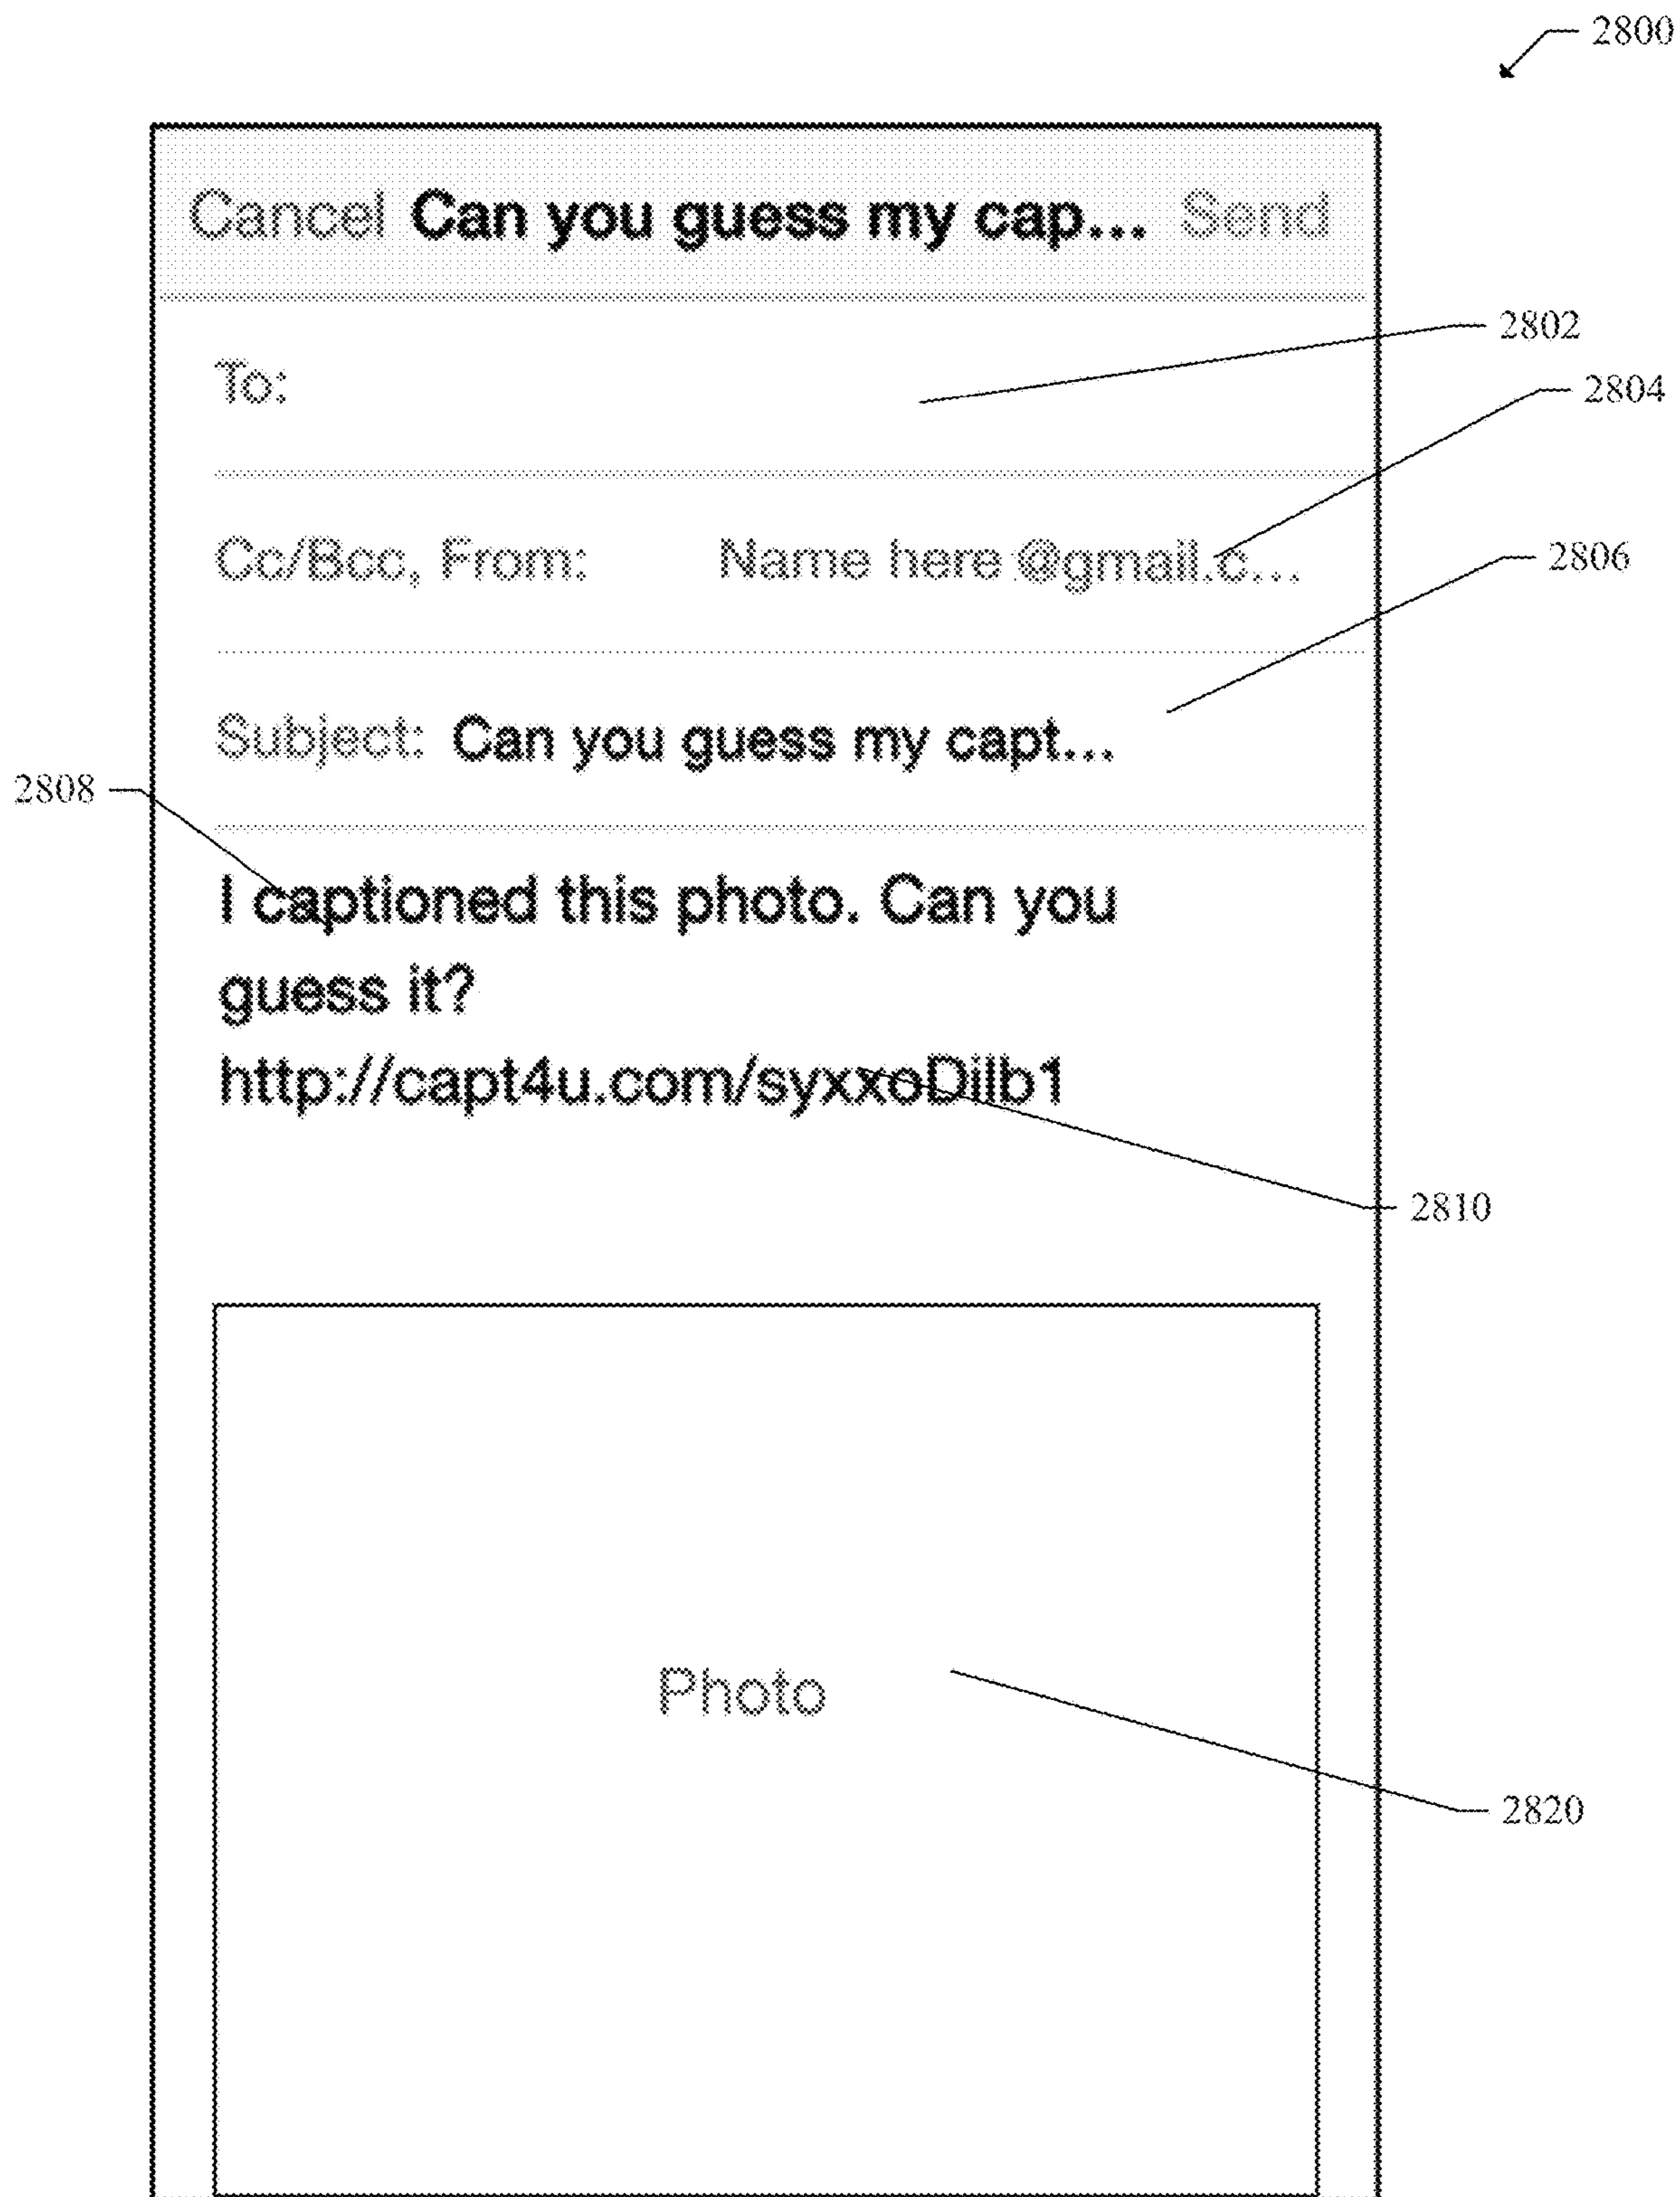 2800
Cancel Can you guess my cap... Send
2802
To:
2804
Cc/Bcc, From: Name here @gmail.c...
2806
Subject: Can you guess my capt...
2808
I captioned this photo. Can you
guess it?
http://capt4u.com/syxxoDilb1
2810
Photo
2820